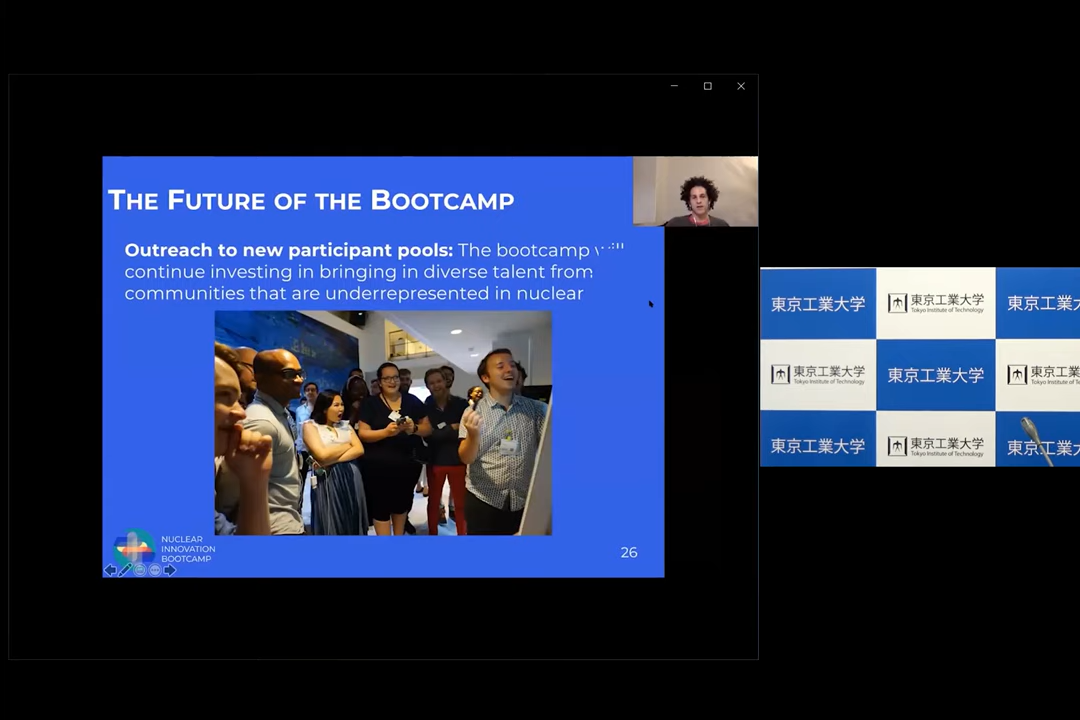 THE FUTURE OF THE BOOTCAMP
Outreach to new participant pools: The bootcamp will
continue investing in bringing in diverse talent from
communities that are underrepresented in nuclear
NUCLEAR
INNOVATION
BOOTCAMP
26
東京工業大学
東京工業大学
Tokyo Institute of Technology
東京工業大
東京工業大学
Tokyo Institute of Technology
東京工業大学
東京工業
Tokyo Institute of
東京工業大学
東京工業大学
Tokyo Institute of Technology
東京工業大